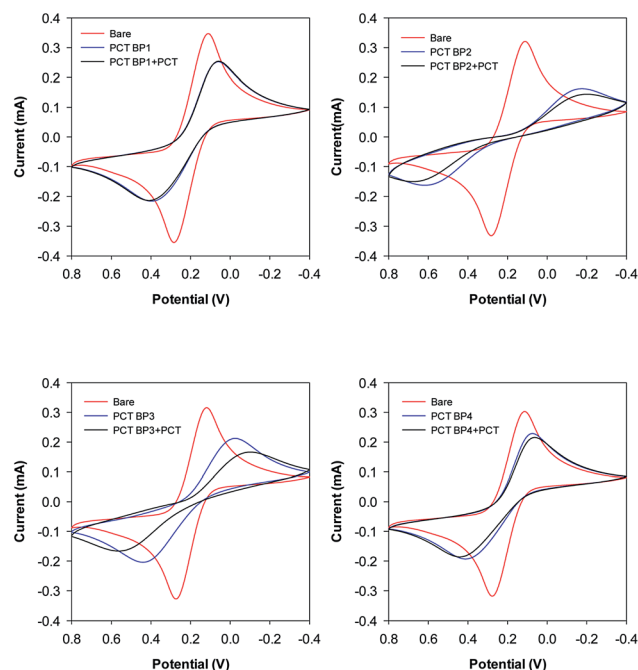 Bare
PCT BP1
PCT BP1+PCT
Current (mA)
0.4
0.3
0.2
0.1
0.0
-0.1
-0.2
-0.3
-0.4
0.8 0.6 0.4 0.2 0.0 -0.2 -0.4
Potential (V)
Bare
PCT BP2
PCT BP2+PCT
Current(mA)
0.4
0.3
0.2
0.1
0.0
-0.1
-0.2
-0.3
-0.4
0.8 0.6 0.4 0.2 0.0 -0.2 -0.4
Potential (V)
Bare
PCT BP3
PCT BP3+PCT
Current (mA)
0.4
0.3
0.2
0.1
0.0
-0.1
-0.2
-0.3
-0.4
0.8 0.6 0.4 0.2 0.0 -0.2 -0.4
Potential (V)
Bare
PCT BP4
PCT BP4+PCT
Current (mA)
0.4
0.3
0.2
0.1
0.0
-0.1
-0.2
-0.3
-0.4
0.8 0.6 0.4 0.2 0.0 -0.2 -0.4
Potential (V)